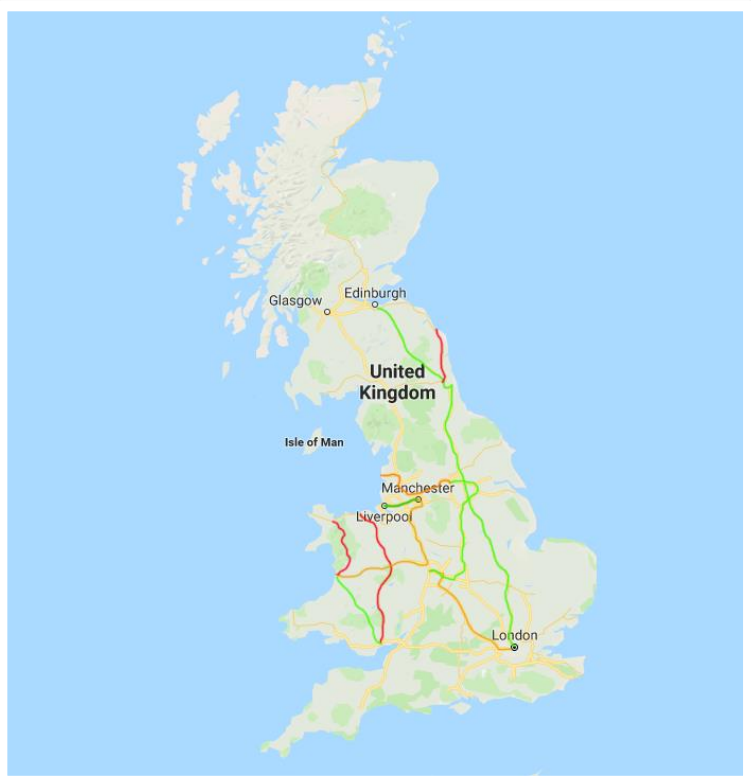 Edinburgh
Glasgow
United
Kingdom
Isle of Man
Manchester
Liverpool
London